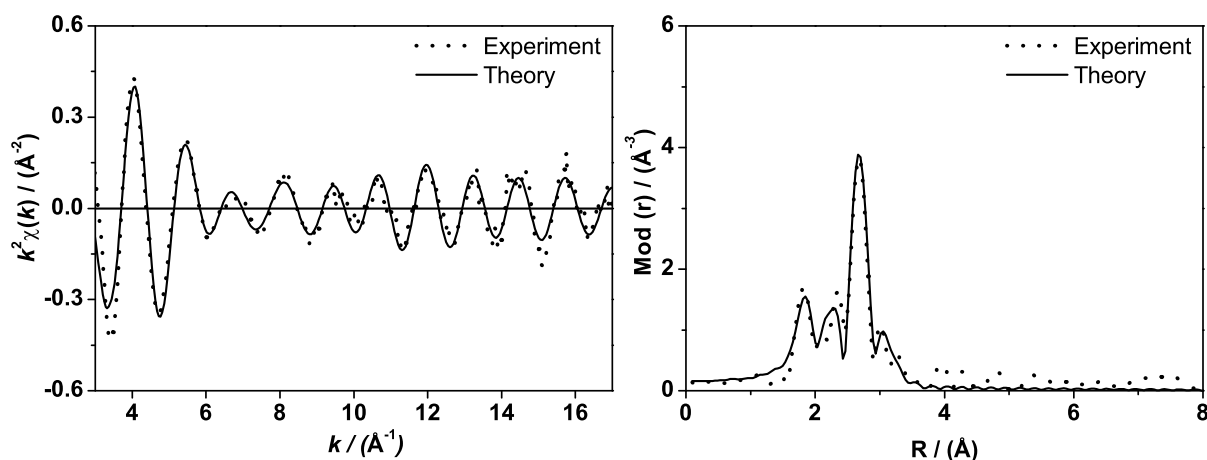 0.6
0.3
0.0
-0.3
-0.6
k²χ(k) / (Å⁻²)
Experiment
Theory
4 6 8 10 12 14 16
k / (Å⁻¹)
6
4
2
0
Mod (r) / (Å⁻³)
Experiment
Theory
0 2 4 6 8
R / (Å)